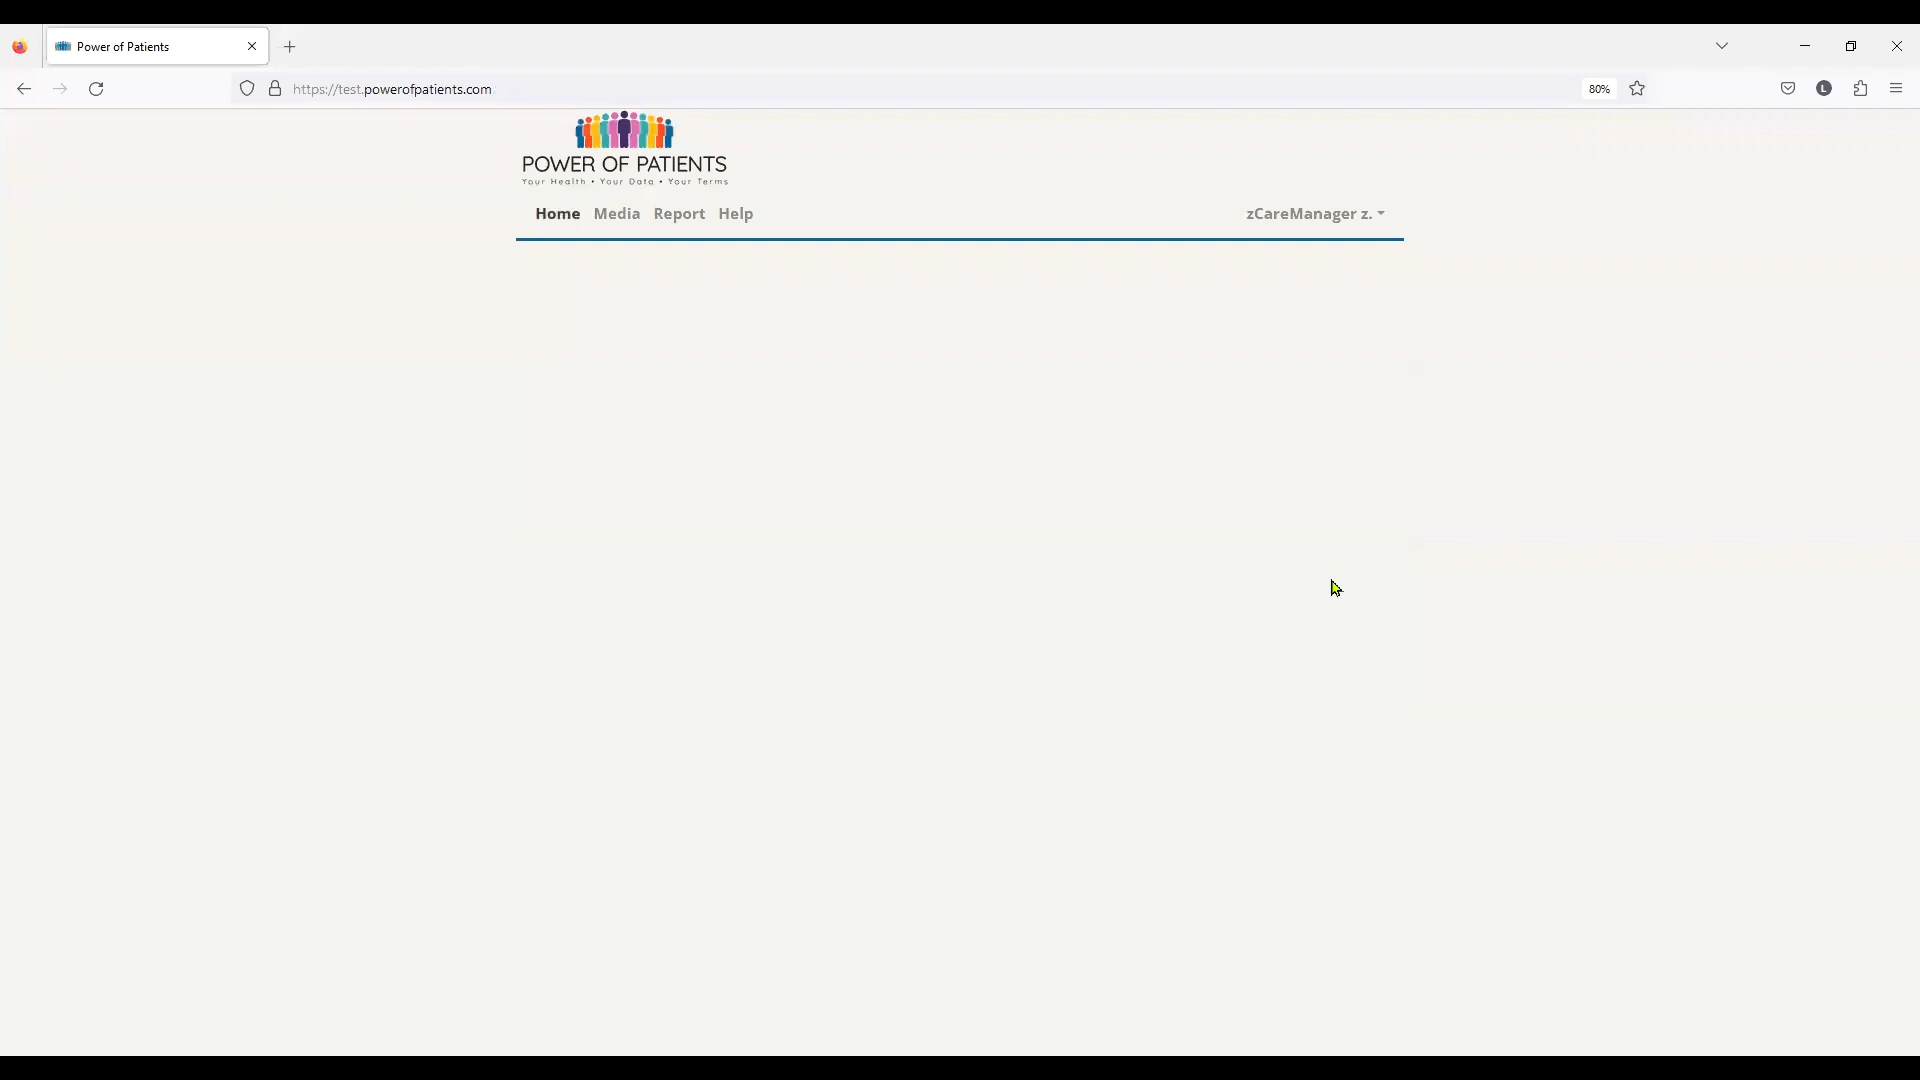 Power of Patients
https://test.powerofpatients.com
80%
L
POWER OF PATIENTS
Your Health • Your Data • Your Terms
Home Media Report Help zCareManager z.